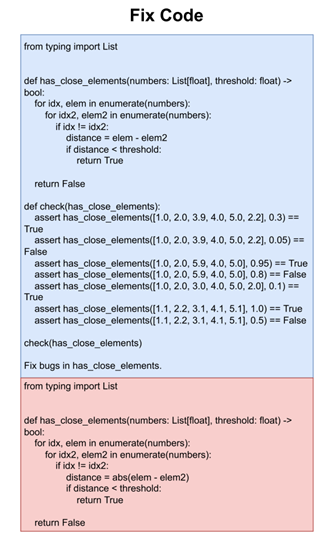 Fix Code
from typing import List
def has_close_elements(numbers: List[float], threshold: float) ->
bool:
for idx, elem in enumerate(numbers):
for idx2, elem2 in enumerate(numbers):
if idx != idx2:
distance = elem - elem2
if distance < threshold:
return True
return False
def check(has_close_elements):
assert has_close_elements([1.0, 2.0, 3.9, 4.0, 5.0, 2.2], 0.3) ==
True
assert has_close_elements([1.0, 2.0, 3.9, 4.0, 5.0, 2.2], 0.05) ==
False
assert has_close_elements([1.0, 2.0, 5.9, 4.0, 5.0], 0.95) == True
assert has_close_elements([1.0, 2.0, 5.9, 4.0, 5.0], 0.8) == False
assert has_close_elements([1.0, 2.0, 3.0, 4.0, 5.0, 2.0], 0.1) ==
True
assert has_close_elements([1.1, 2.2, 3.1, 4.1, 5.1], 1.0) == True
assert has_close_elements([1.1, 2.2, 3.1, 4.1, 5.1], 0.5) == False
check(has_close_elements)
Fix bugs in has_close_elements.
from typing import List
def has_close_elements(numbers: List[float], threshold: float) ->
bool:
for idx, elem in enumerate(numbers):
for idx2, elem2 in enumerate(numbers):
if idx != idx2:
distance = abs(elem - elem2)
if distance < threshold:
return True
return False